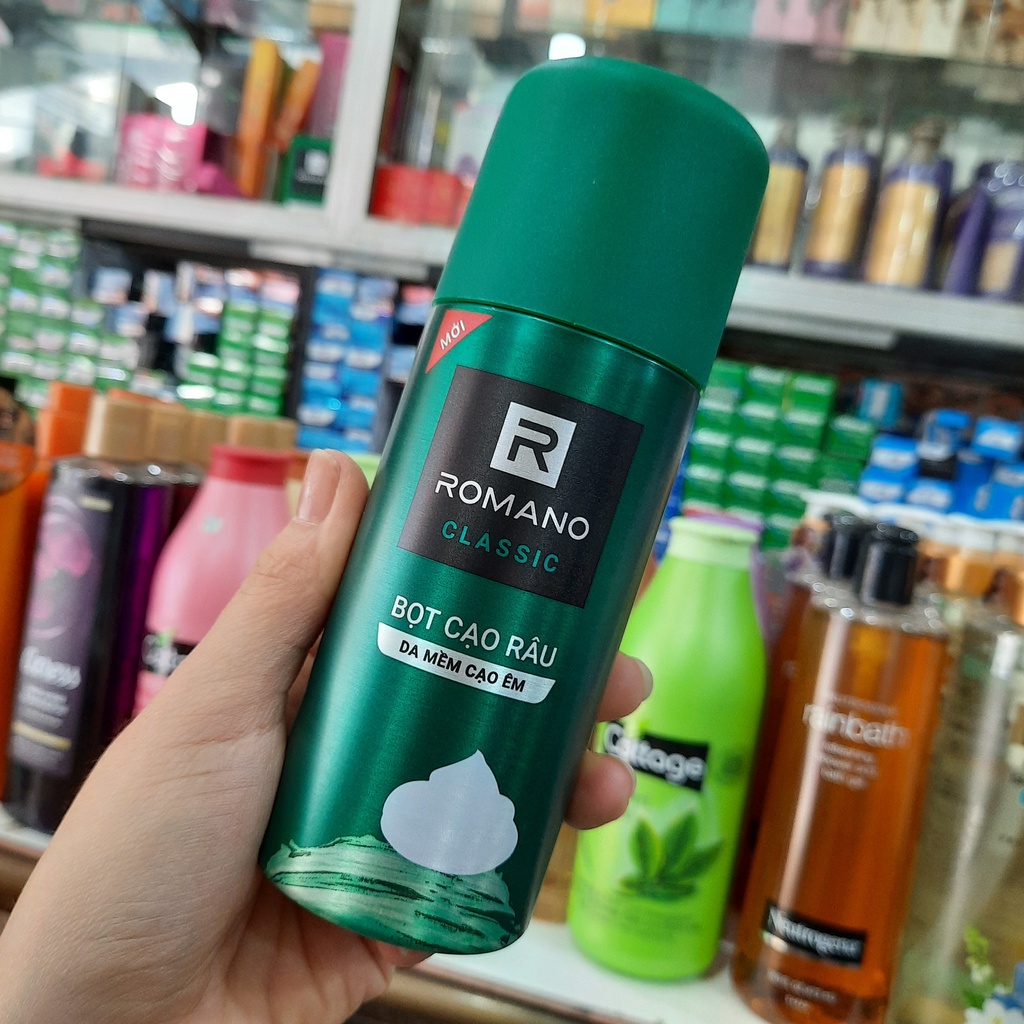 MỚI
R
ROMANO
CLASSIC
BỌT CẠO RÂU
DA MỀM CẠO ÊM
Cottage
rainbath
Neutrogena